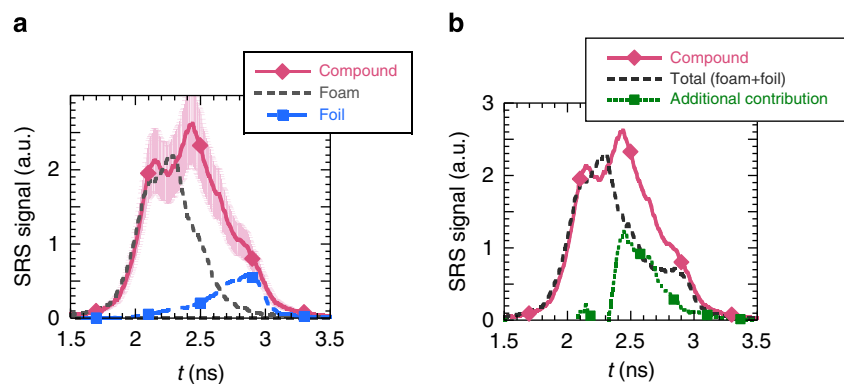 a
Compound
Foam
Foil
SRS signal (a.u.)
2
1
0
1.5
2
2.5
3
3.5
t (ns)
b
Compound
Total (foam+foil)
Additional contribution
SRS signal (a.u.)
3
2
1
0
1.5
2
2.5
3
3.5
t (ns)